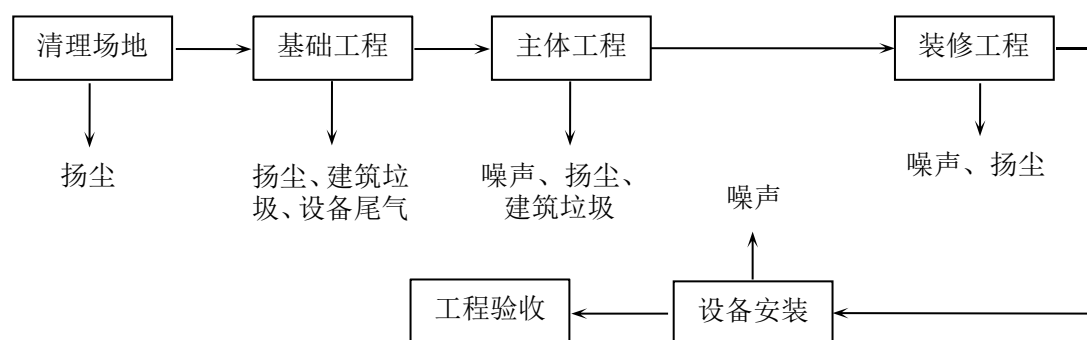 清理场地
基础工程
主体工程
装修工程
扬尘
扬尘、建筑垃
圾、设备尾气
噪声、扬尘、
建筑垃圾
噪声、扬尘
噪声
工程验收
设备安装